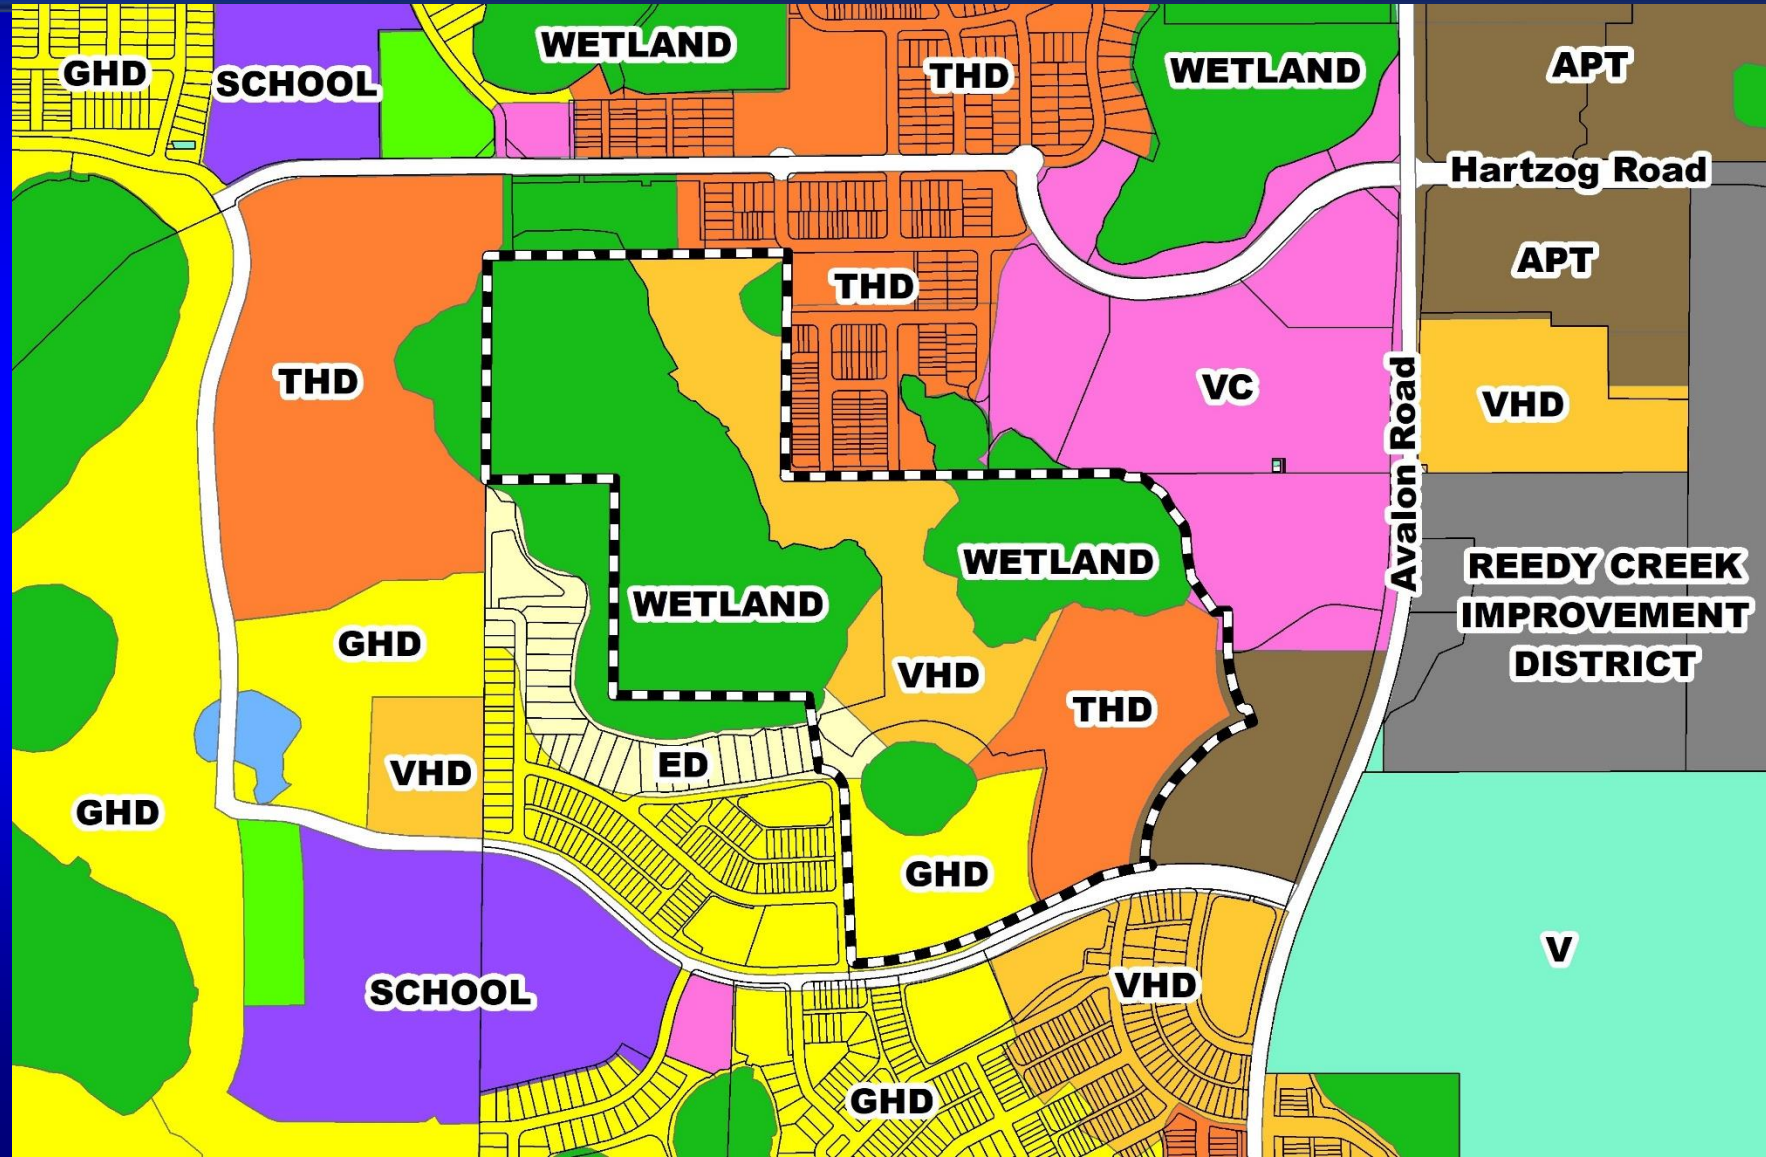 WETLAND
GHD
SCHOOL
THD
WETLAND
APT
Hartzog Road
APT
THD
THD
VC
VHD
Avalon Road
WETLAND
REEDY CREEK
IMPROVEMENT
DISTRICT
WETLAND
GHD
VHD
THD
ED
VHD
GHD
GHD
V
SCHOOL
VHD
GHD